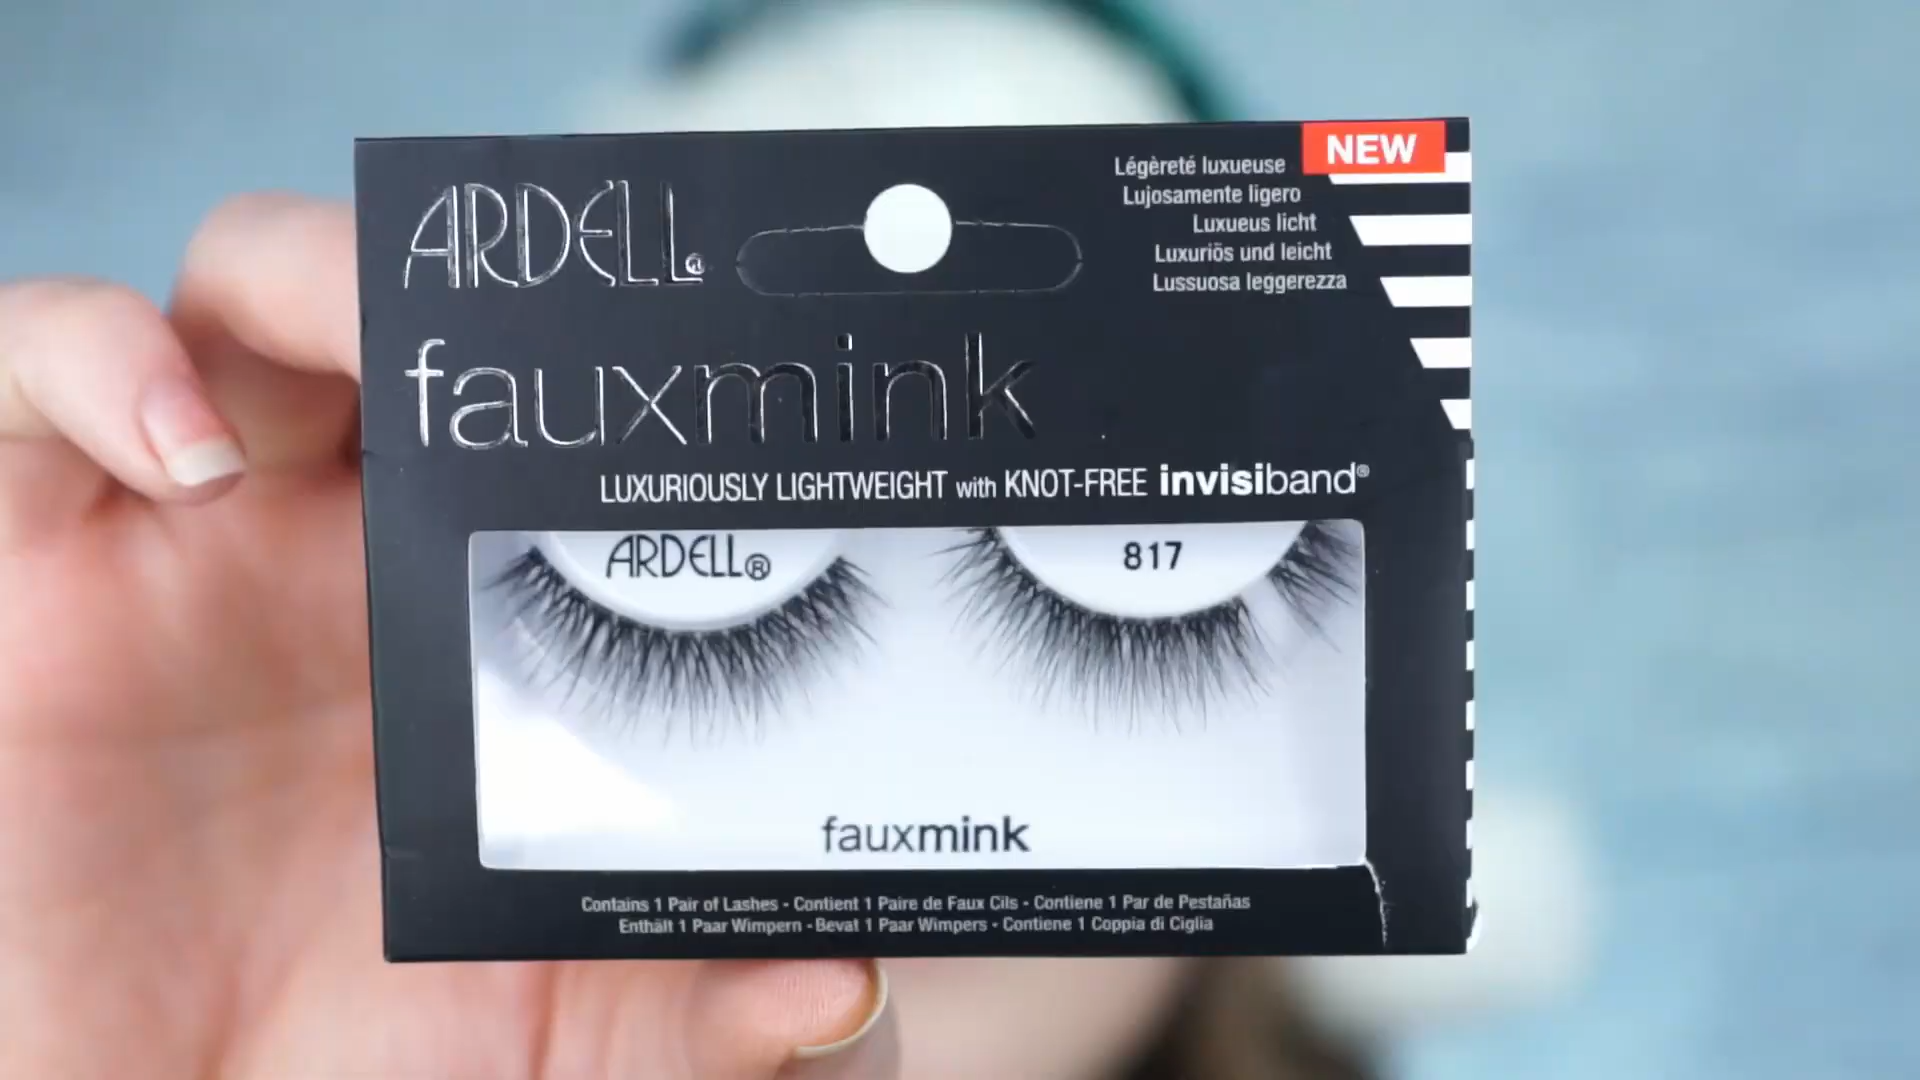 NEW
Légèreté luxueuse
Lujosamente ligero
Luxueus licht
Luxuriös und leicht
Lussuosa leggerezza
ARDELL®
fauxmink
LUXURIOUSLY LIGHTWEIGHT with KNOT-FREE invisiband®
ARDELL®
817
fauxmink
Contains 1 Pair of Lashes - Contient 1 Paire de Faux Cils - Contiene 1 Par de Pestañas
Enthält 1 Paar Wimpern - Bevat 1 Paar Wimpers - Contiene 1 Coppia di Ciglia